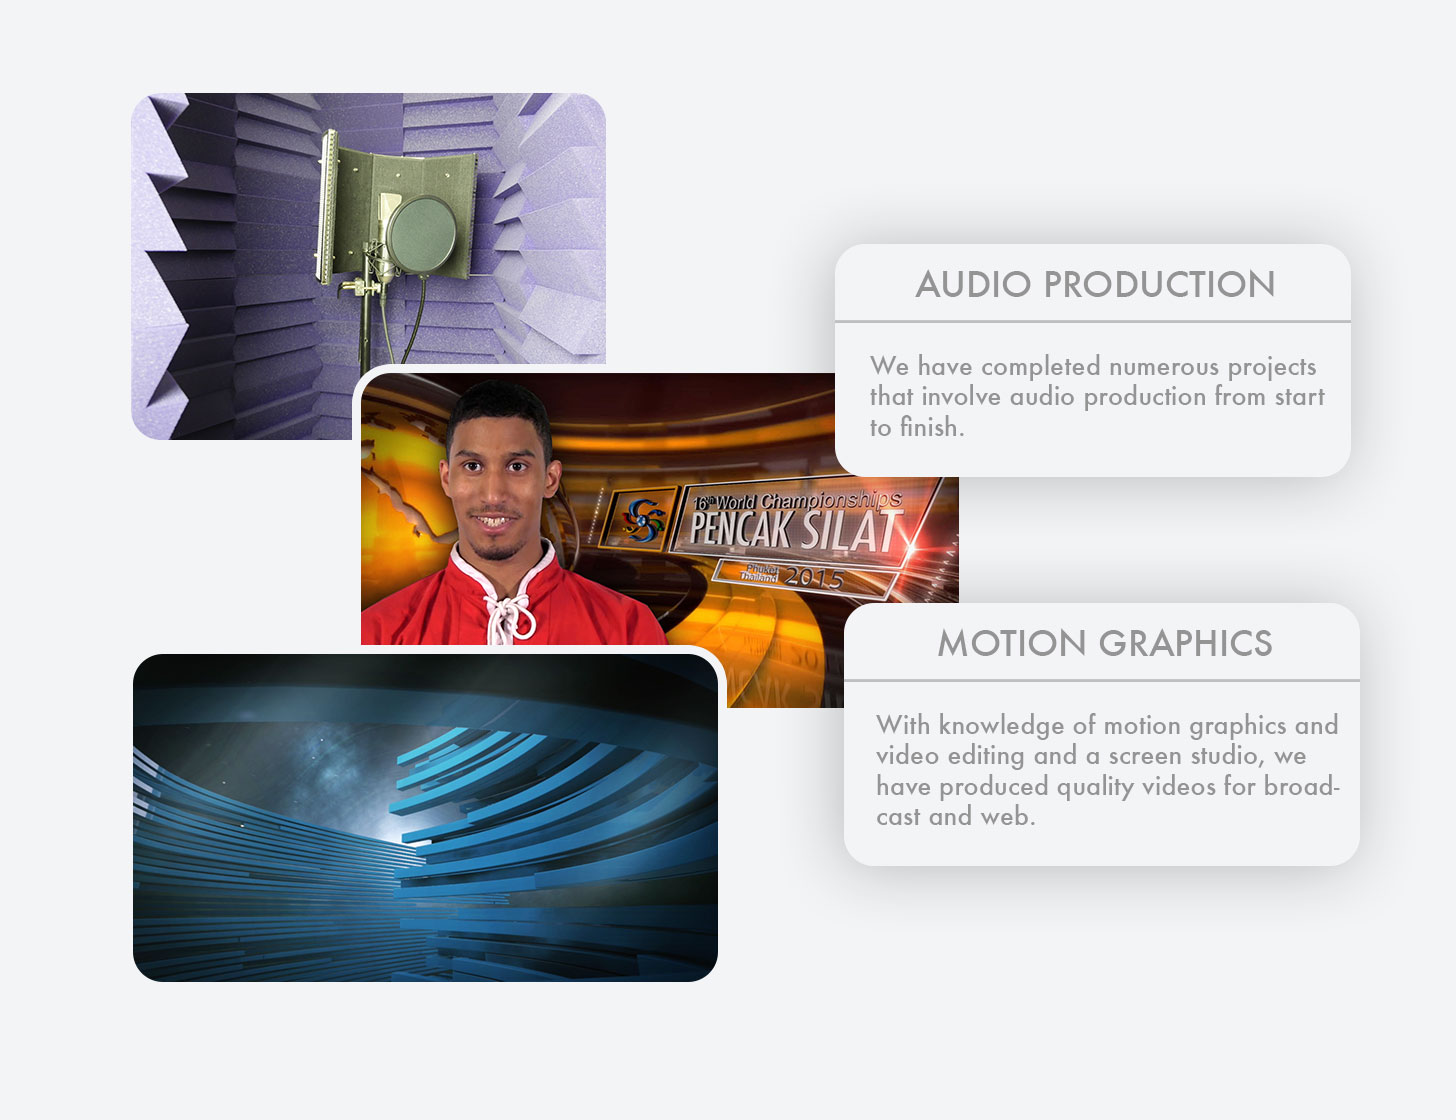 AUDIO PRODUCTION
We have completed numerous projects
that involve audio production from start
to finish.
16th World Championships
PENCAK SILAT
Phuket
Thailand 2015
MOTION GRAPHICS
With knowledge of motion graphics and
video editing and a screen studio, we
have produced quality videos for broad-
cast and web.